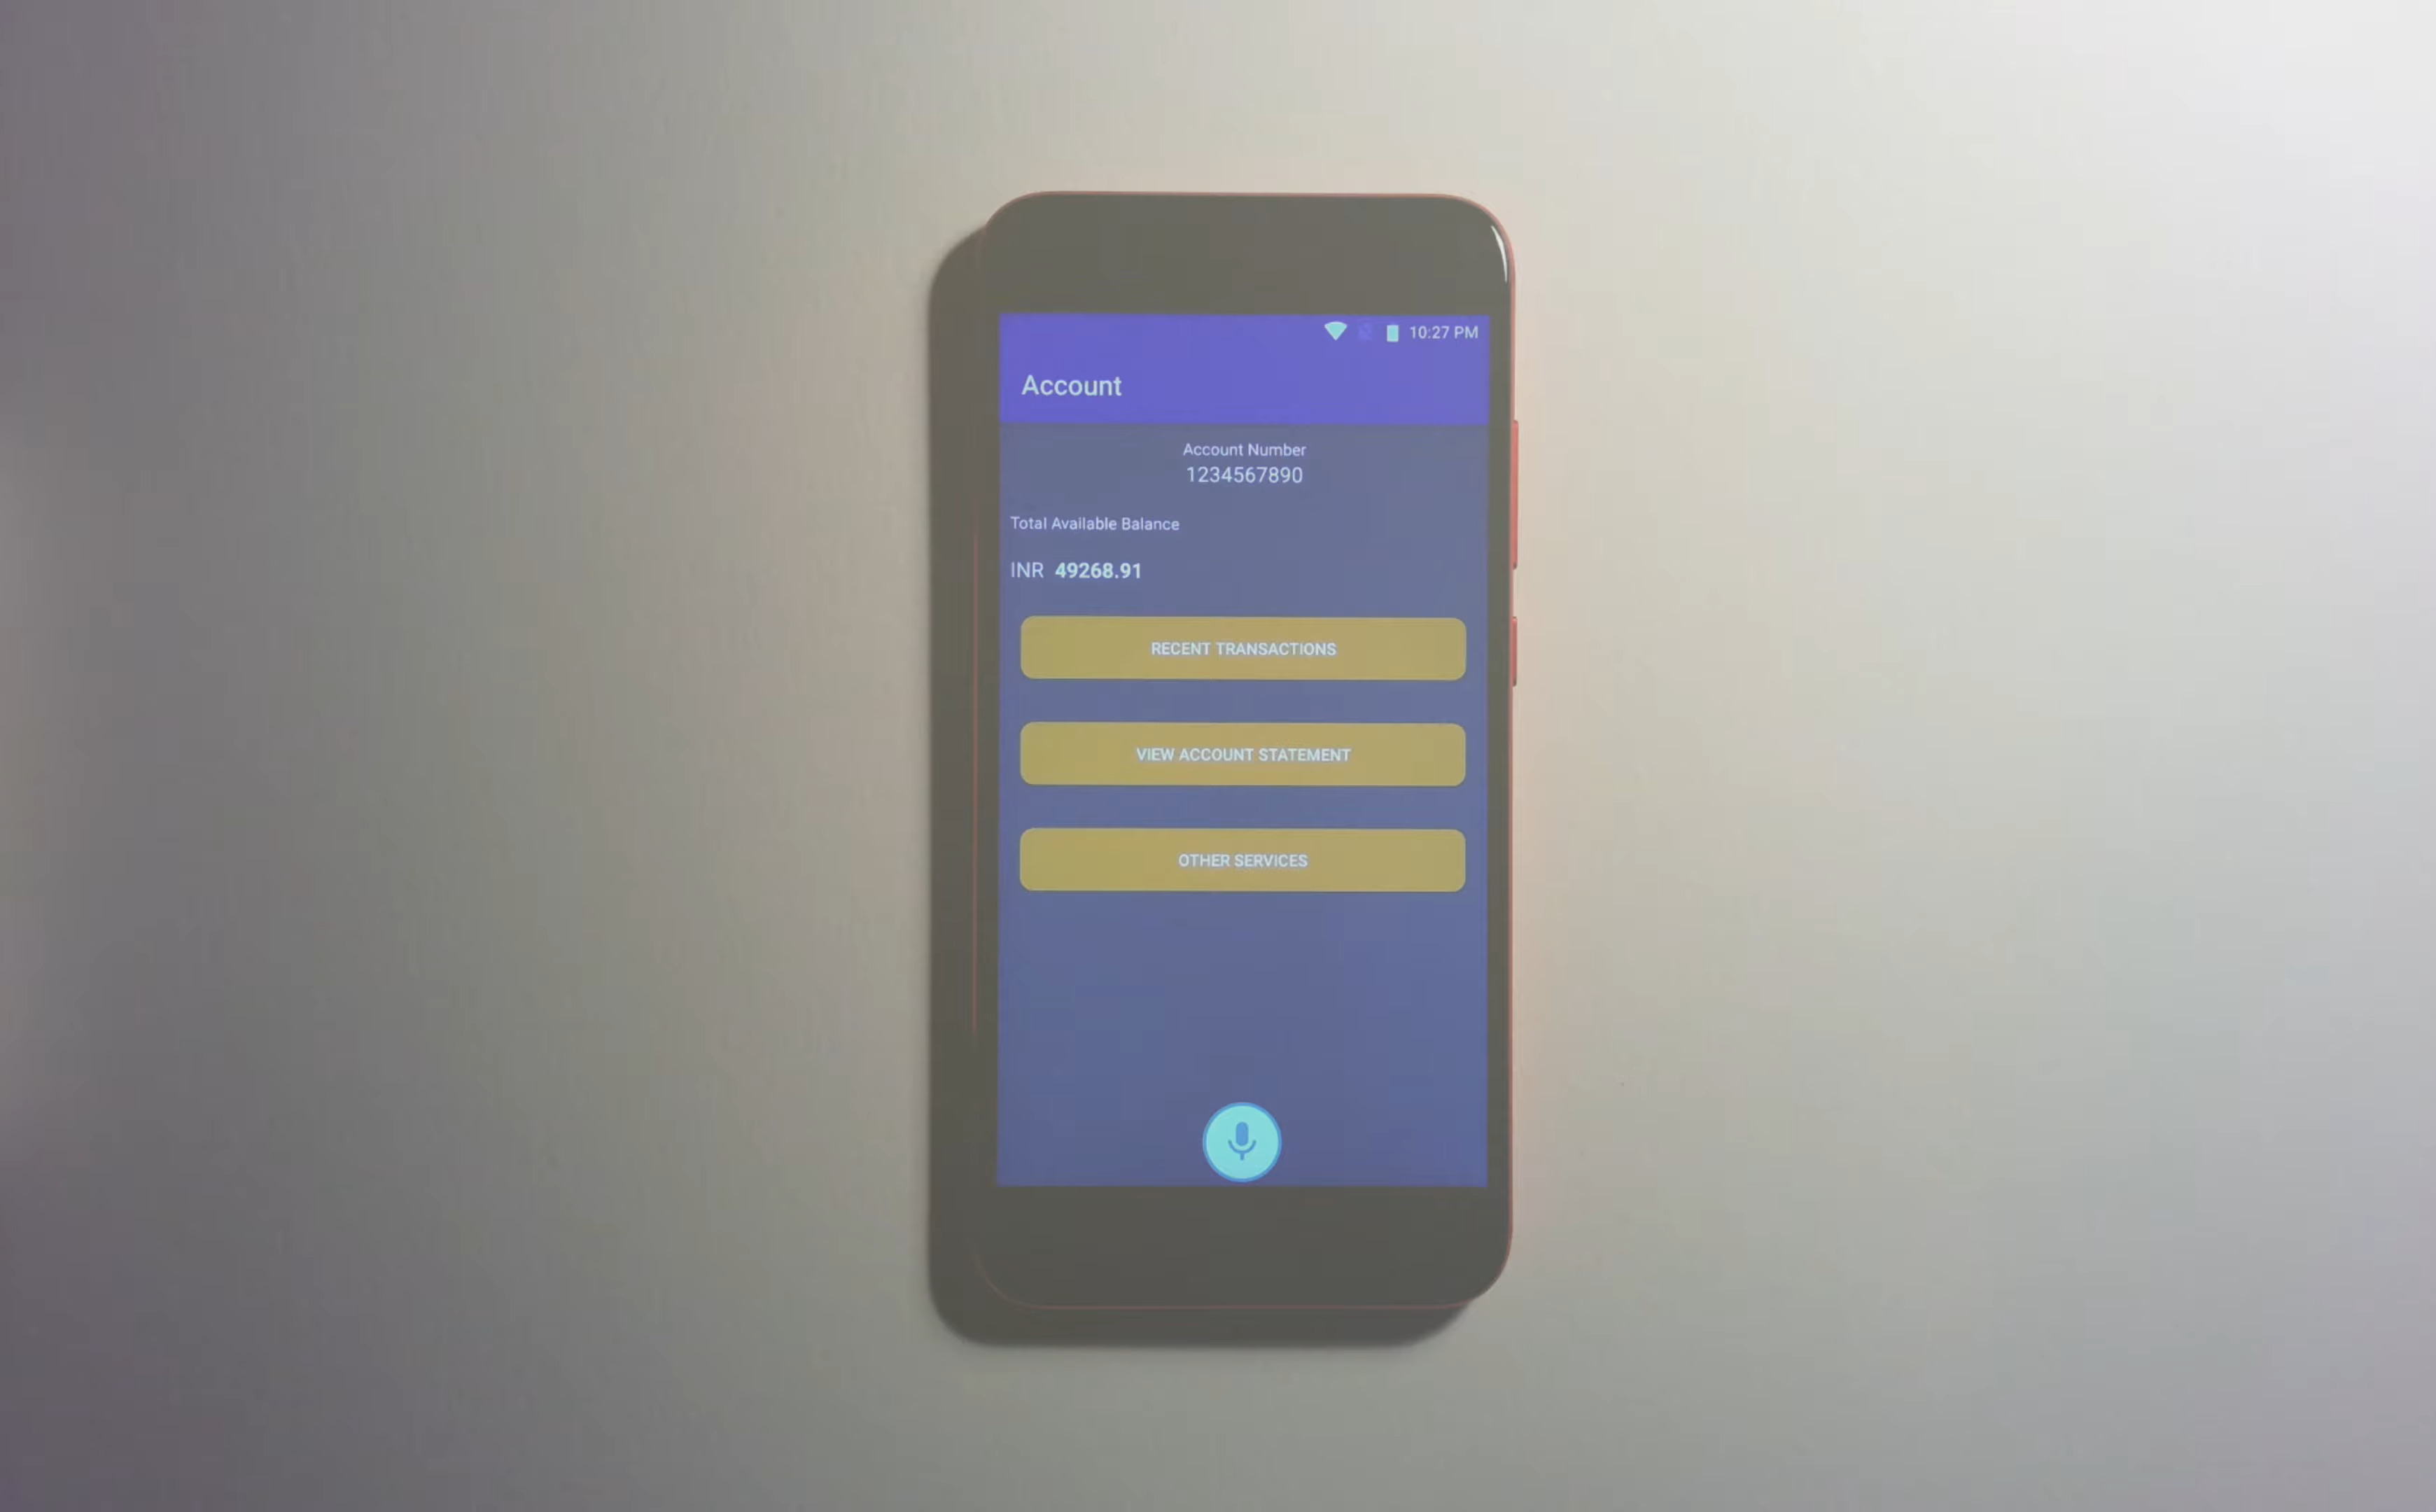 10:27 PM
Account
Account Number
1234567890
Total Available Balance
INR 49268.91
RECENT TRANSACTIONS
VIEW ACCOUNT STATEMENT
OTHER SERVICES